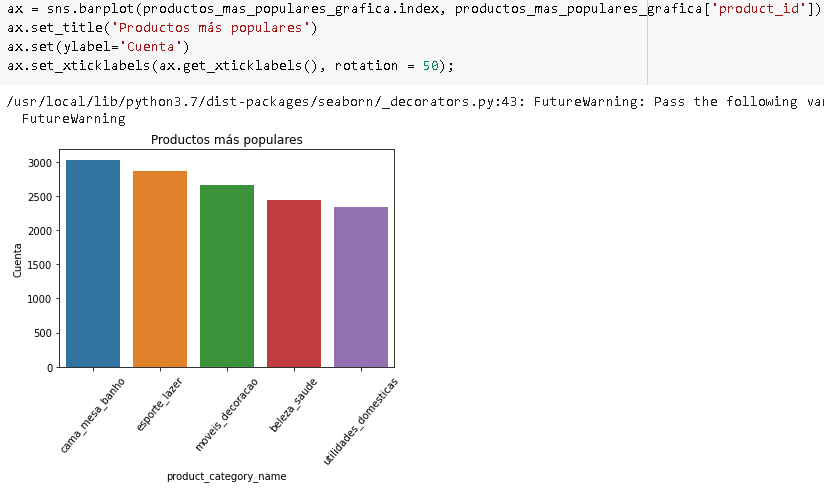 ax = sns.barplot(productos_mas_populares_grafica.index, productos_mas_populares_grafica['product_id'])
ax.set_title('Productos más populares')
ax.set(ylabel='Cuenta')
ax.set_xticklabels(ax.get_xticklabels(), rotation = 50);
/usr/local/lib/python3.7/dist-packages/seaborn/_decorators.py:43: FutureWarning: Pass the following
FutureWarning
Productos más populares
3000
2500
2000
1500
1000
500
0
Cuenta
cama_mesa_banho
esporte_lazer
moveis_decoracao
beleza_saude
utilidades_domesticas
product_category_name